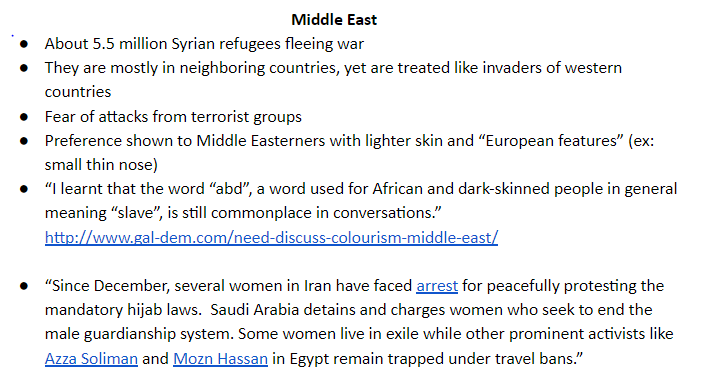 Middle East
● About 5.5 million Syrian refugees fleeing war
● They are mostly in neighboring countries, yet are treated like invaders of western
countries
● Fear of attacks from terrorist groups
● Preference shown to Middle Easterners with lighter skin and “European features” (ex:
small thin nose)
● “I learnt that the word “abd”, a word used for African and dark-skinned people in general
meaning “slave”, is still commonplace in conversations.”
http://www.gal-dem.com/need-discuss-colourism-middle-east/
● “Since December, several women in Iran have faced arrest for peacefully protesting the
mandatory hijab laws.  Saudi Arabia detains and charges women who seek to end the
male guardianship system. Some women live in exile while other prominent activists like
Azza Soliman and Mozn Hassan in Egypt remain trapped under travel bans.”